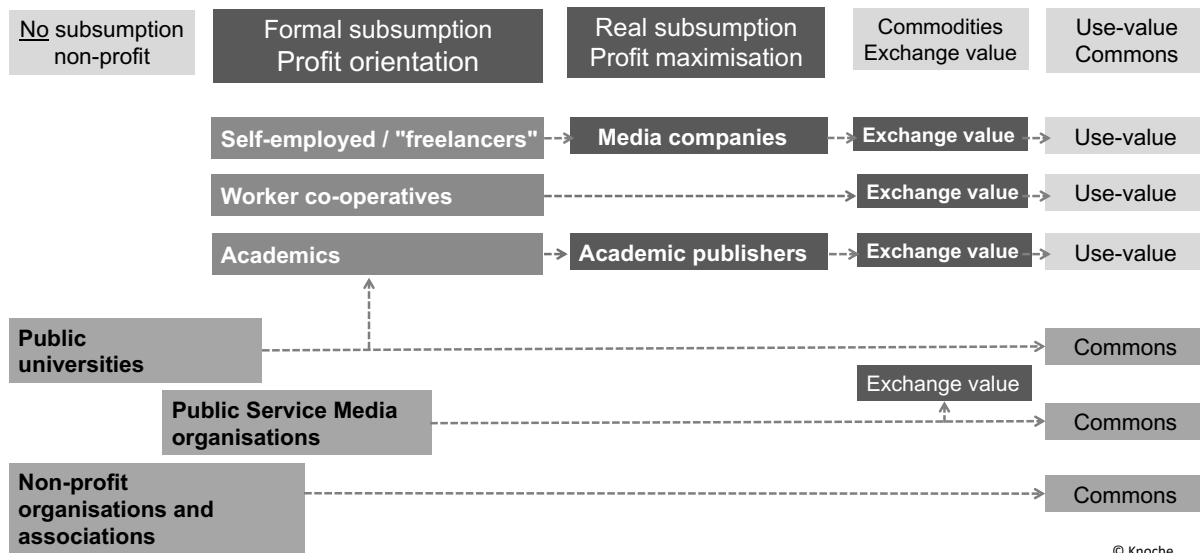 No subsumption
non-profit
Formal subsumption
Profit orientation
Real subsumption
Profit maximisation
Commodities
Exchange value
Use-value
Commons
Self-employed / "freelancers"
Media companies
Exchange value
Use-value
Worker co-operatives
Exchange value
Use-value
Academics
Academic publishers
Exchange value
Use-value
Public
universities
Commons
Exchange value
Public Service Media
organisations
Commons
Non-profit
organisations and
associations
Commons
© Knoche